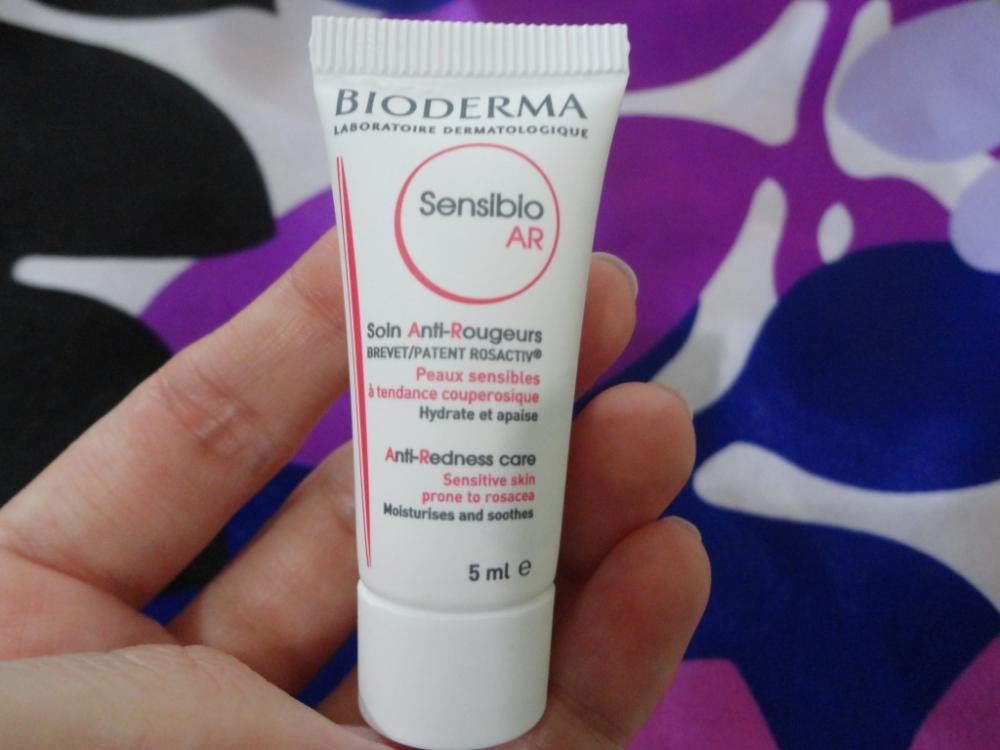 BIODERMA
LABORATOIRE DERMATOLOGIQUE
Sensibio
AR
Soin Anti-Rougeurs
BREVET/PATENT ROSACTIV®
Peaux sensibles
à tendance couperosique
Hydrate et apaise
Anti-Redness care
Sensitive skin
prone to rosacea
Moisturises and soothes
5 ml ℮